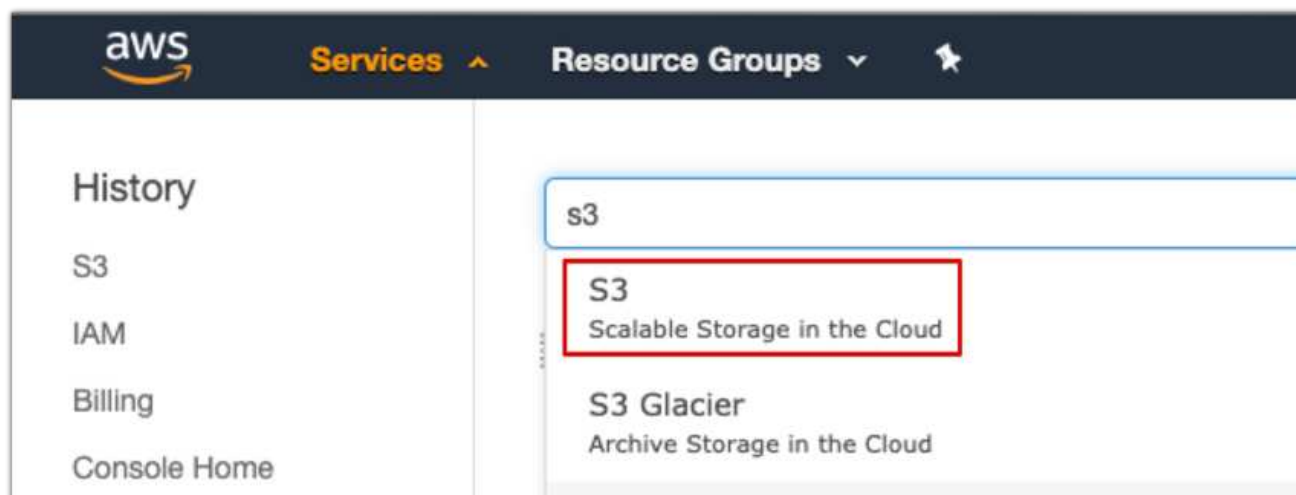 aws
Services
Resource Groups
History
S3
IAM
Billing
Console Home
s3
S3
Scalable Storage in the Cloud
S3 Glacier
Archive Storage in the Cloud